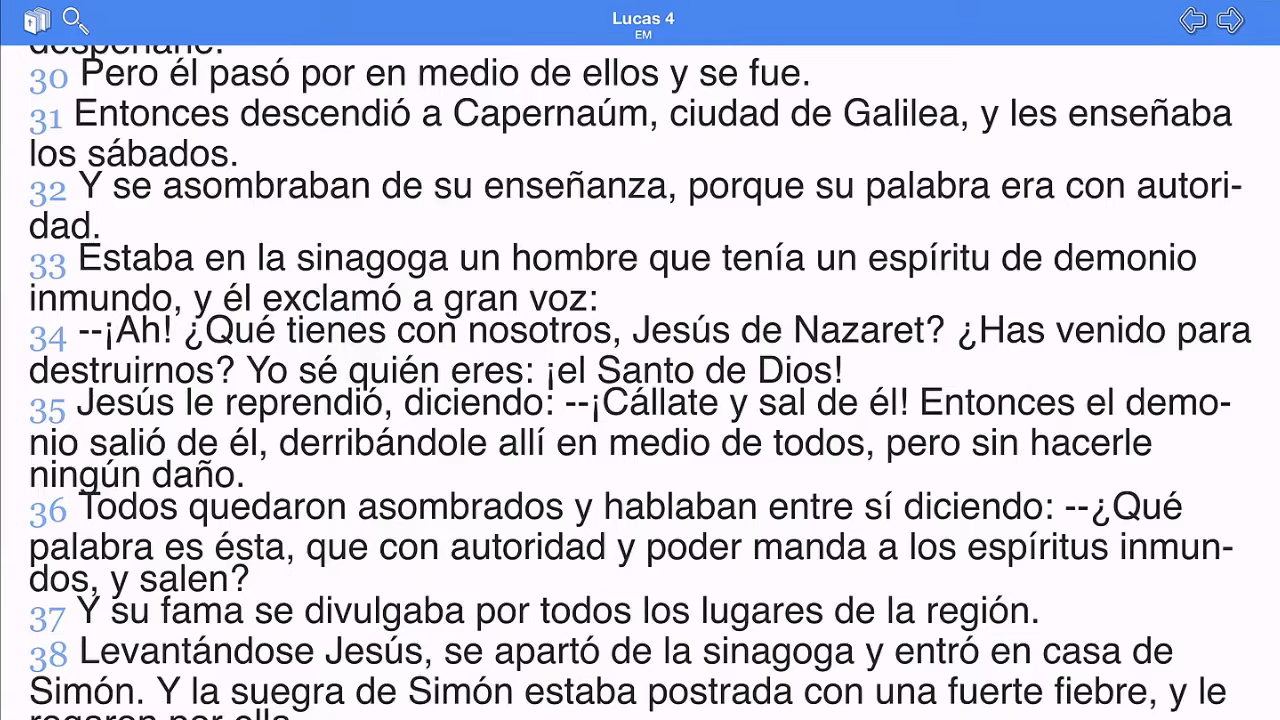 Lucas 4
EM
30 Pero él pasó por en medio de ellos y se fue.
31 Entonces descendió a Capernaúm, ciudad de Galilea, y les enseñaba
los sábados.
32 Y se asombraban de su enseñanza, porque su palabra era con autori-
dad.
33 Estaba en la sinagoga un hombre que tenía un espíritu de demonio
inmundo, y él exclamó a gran voz:
34 --¡Ah! ¿Qué tienes con nosotros, Jesús de Nazaret? ¿Has venido para
destruirnos? Yo sé quién eres: ¡el Santo de Dios!
35 Jesús le reprendió, diciendo: --¡Cállate y sal de él! Entonces el demo-
nio salió de él, derribándole allí en medio de todos, pero sin hacerle
ningún daño.
36 Todos quedaron asombrados y hablaban entre sí diciendo: --¿Qué
palabra es ésta, que con autoridad y poder manda a los espíritus inmun-
dos, y salen?
37 Y su fama se divulgaba por todos los lugares de la región.
38 Levantándose Jesús, se apartó de la sinagoga y entró en casa de
Simón. Y la suegra de Simón estaba postrada con una fuerte fiebre, y le
rogaron por ella